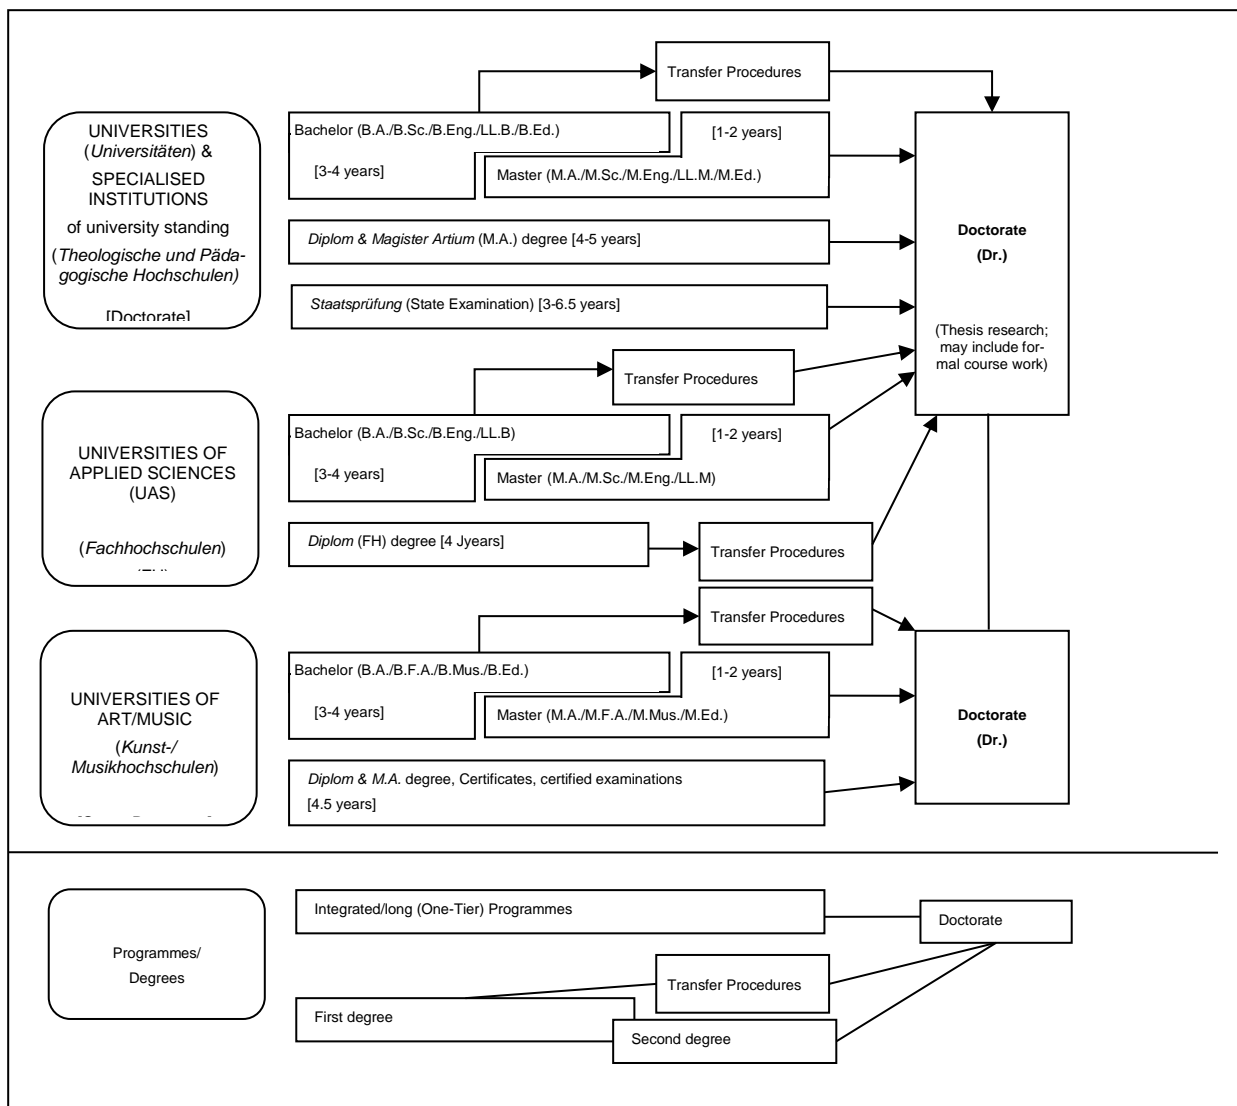 Transfer Procedures
UNIVERSITIES
(Universitäten) &
SPECIALISED
INSTITUTIONS
of university standing
(Theologische und Päda-
gogische Hochschulen)
[Doctorate]
Bachelor (B.A./B.Sc./B.Eng./LL.B./B.Ed.)
[3-4 years]
[1-2 years]
Master (M.A./M.Sc./M.Eng./LL.M./M.Ed.)
Diplom & Magister Artium (M.A.) degree [4-5 years]
Staatsprüfung (State Examination) [3-6.5 years]
Doctorate
(Dr.)
(Thesis research;
may include for-
mal course work)
Transfer Procedures
UNIVERSITIES OF
APPLIED SCIENCES
(UAS)
(Fachhochschulen)
Bachelor (B.A./B.Sc./B.Eng./LL.B)
[3-4 years]
[1-2 years]
Master (M.A./M.Sc./M.Eng./LL.M)
Diplom (FH) degree [4 Jyears]
Transfer Procedures
Transfer Procedures
UNIVERSITIES OF
ART/MUSIC
(Kunst-/
Musikhochschulen)
Bachelor (B.A./B.F.A./B.Mus./B.Ed.)
[3-4 years]
[1-2 years]
Master (M.A./M.F.A./M.Mus./M.Ed.)
Diplom & M.A. degree, Certificates, certified examinations
[4.5 years]
Doctorate
(Dr.)
Programmes/
Degrees
Integrated/long (One-Tier) Programmes
Doctorate
Transfer Procedures
First degree
Second degree